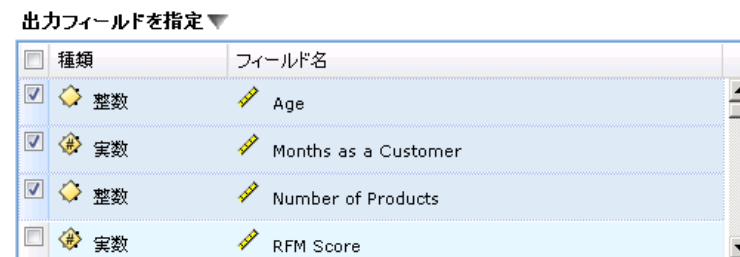 出力フィールドを指定
種類 フィールド名
整数 Age
実数 Months as a Customer
整数 Number of Products
実数 RFM Score